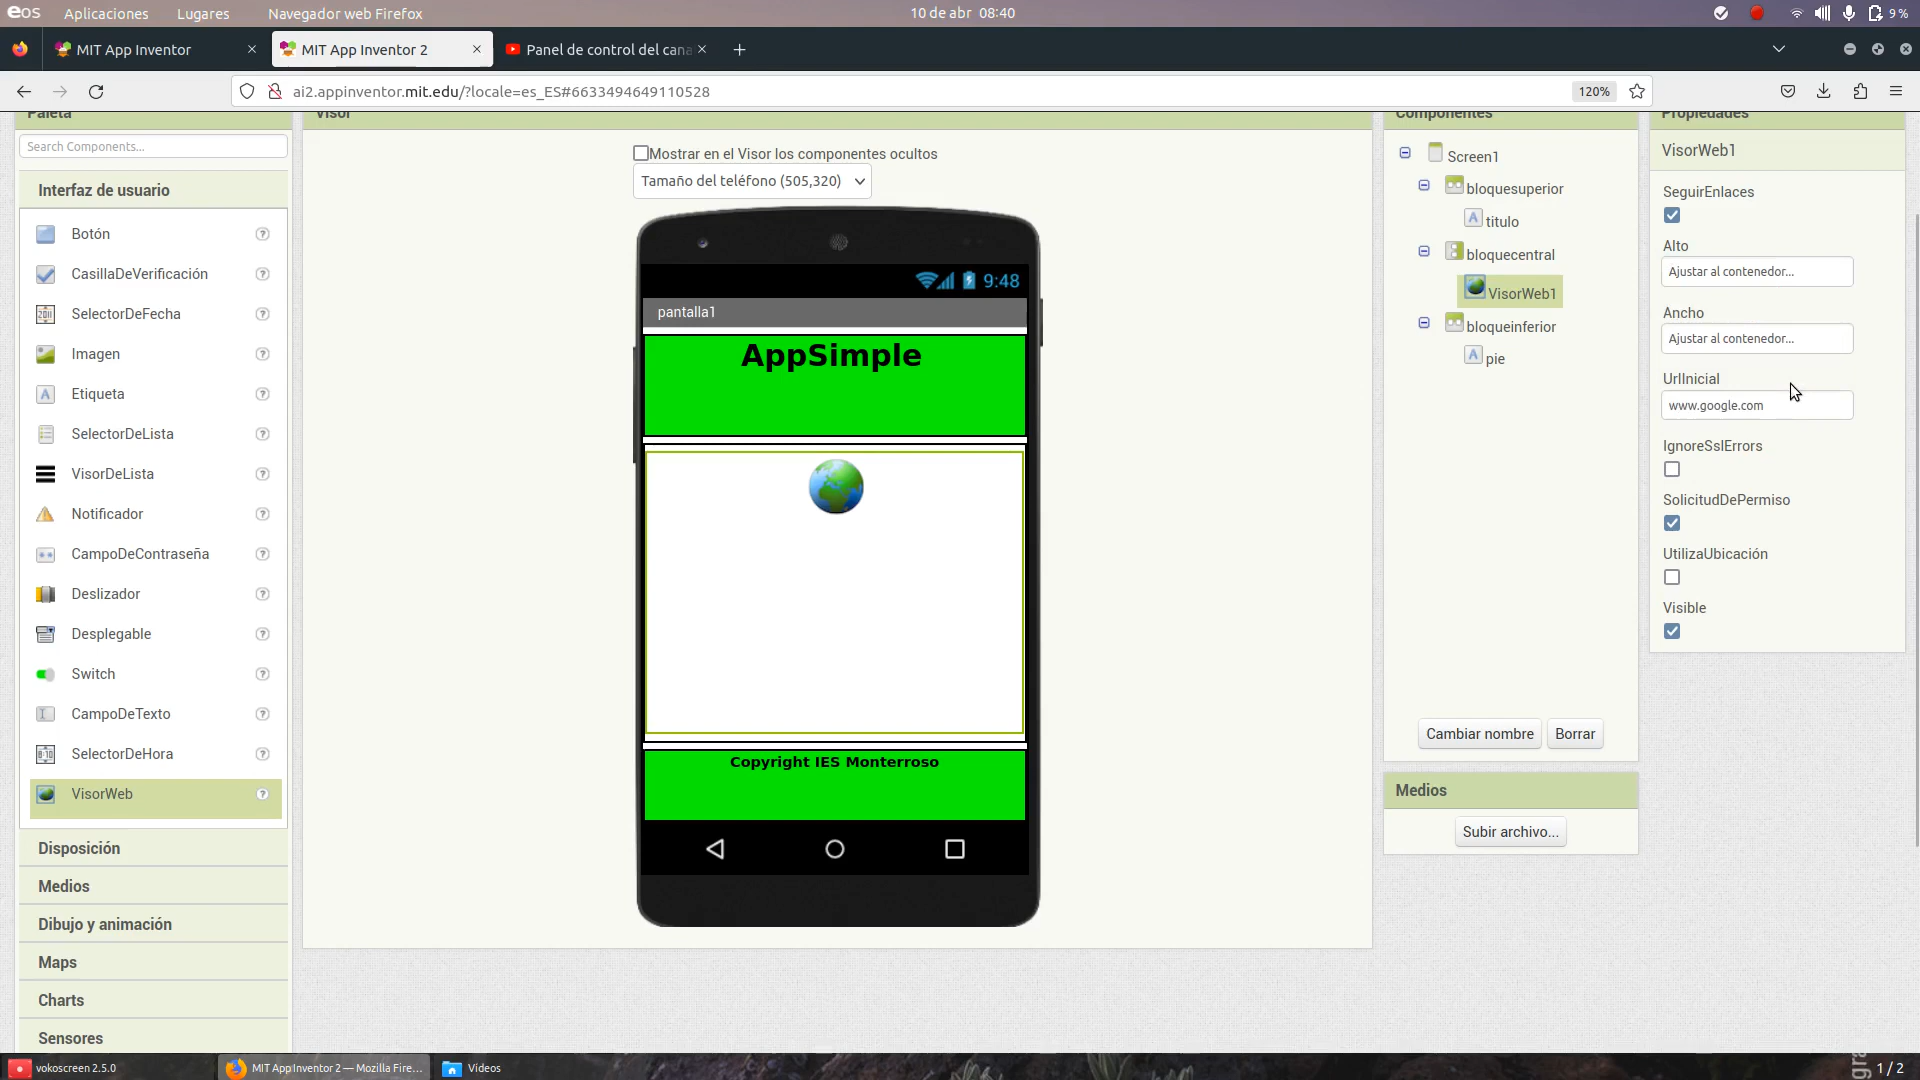 eos Aplicaciones Lugares Navegador web Firefox 10 de abr 08:40 9 %
MIT App Inventor
MIT App Inventor 2
Panel de control del cana
ai2.appinventor.mit.edu/?locale=es_ES#6633494649110528
120%
Paleta
Search Components...
Interfaz de usuario
Botón
CasillaDeVerificación
SelectorDeFecha
Imagen
Etiqueta
SelectorDeLista
VisorDeLista
Notificador
CampoDeContraseña
Deslizador
Desplegable
Switch
CampoDeTexto
SelectorDeHora
VisorWeb
Disposición
Medios
Dibujo y animación
Maps
Charts
Sensores
Visor
Mostrar en el Visor los componentes ocultos
Tamaño del teléfono (505,320)
9:48
pantalla1
AppSimple
Copyright IES Monterroso
Componentes
Screen1
bloquesuperior
titulo
bloquecentral
VisorWeb1
bloqueinferior
pie
Cambiar nombre Borrar
Medios
Subir archivo...
Propiedades
VisorWeb1
SeguirEnlaces
Alto
Ajustar al contenedor...
Ancho
Ajustar al contenedor...
UrlInicial
www.google.com
IgnoreSslErrors
SolicitudDePermiso
UtilizaUbicación
Visible
vokoscreen 2.5.0
MIT App Inventor 2 — Mozilla Fire...
Vídeos
1 / 2